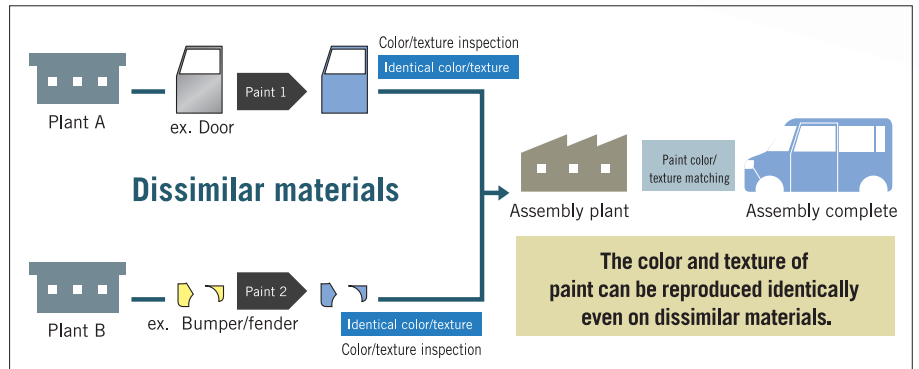 Color/texture inspection
Identical color/texture
Paint 1
Plant A
ex. Door
Dissimilar materials
Paint color/
texture matching
Assembly plant
Assembly complete
The color and texture of
paint can be reproduced identically
even on dissimilar materials.
Paint 2
Plant B
ex. Bumper/fender
Identical color/texture
Color/texture inspection